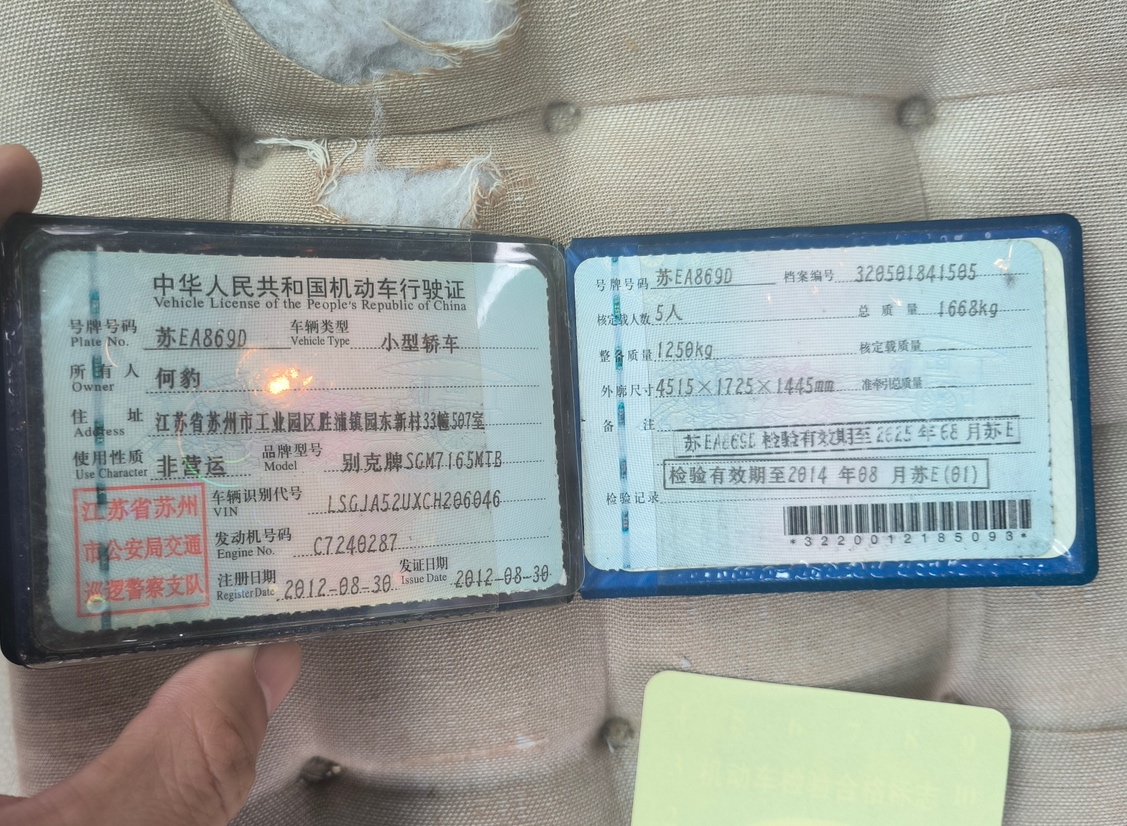 中华人民共和国机动车行驶证
Vehicle License of the People's Republic of China
号牌号码 苏EA869D 车辆类型 小型轿车
Plate No. Vehicle Type
所有人 何豹
Owner
住址 江苏省苏州市工业园区胜浦镇园东新村33幢507室
Address
使用性质 非营运 品牌型号 别克牌SGM7165MTB
Use Character Model
江苏省苏州
市公安局交通
巡逻警察支队
车辆识别代号 LSGJA52UXCH206046
VIN
发动机号码 C7240287
Engine No.
注册日期 2012-08-30 发证日期 2012-08-30
Register Date Issue Date
号牌号码 苏EA869D 档案编号 320501841505
核定载人数 5人 总质量 1668kg
整备质量 1250kg 核定载质量
外廓尺寸 4515×1725×1445mm 准牵引总质量
备注
苏EA869D 检验有效期至 2025 年 08 月苏E
检验有效期至2014 年08 月苏E(01)
检验记录
*3220012185093*